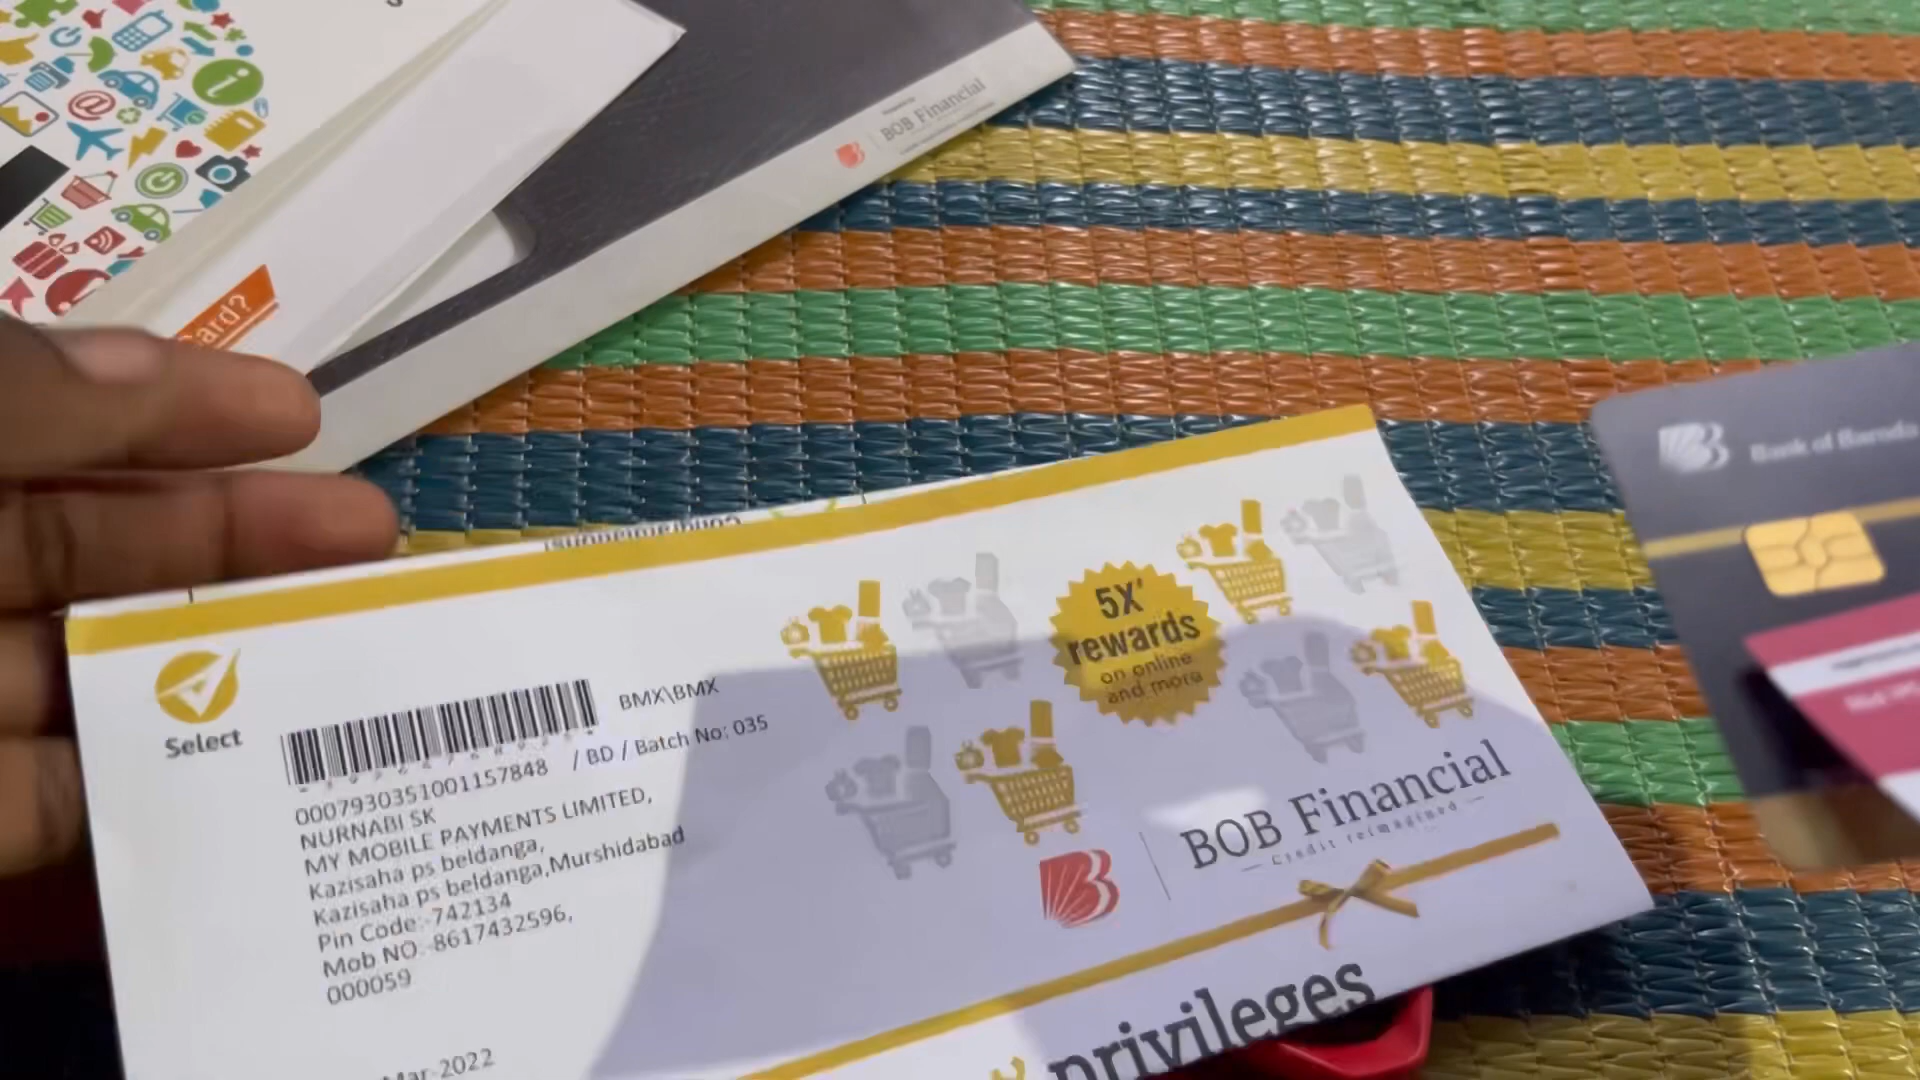 BOB Financial
Card?
Bank of Baroda
Congratulations!
Select
BMX\BMX
/ BD / Batch No: 035
0007930351001157848
NURNABI SK
MY MOBILE PAYMENTS LIMITED,
Kazisaha ps beldanga,
Kazisaha ps beldanga,Murshidabad
Pin Code:-742134
Mob NO.-8617432596,
000059
Mar-2022
5X*
rewards
on online
and more
BOB Financial
Credit reimagined
privileges